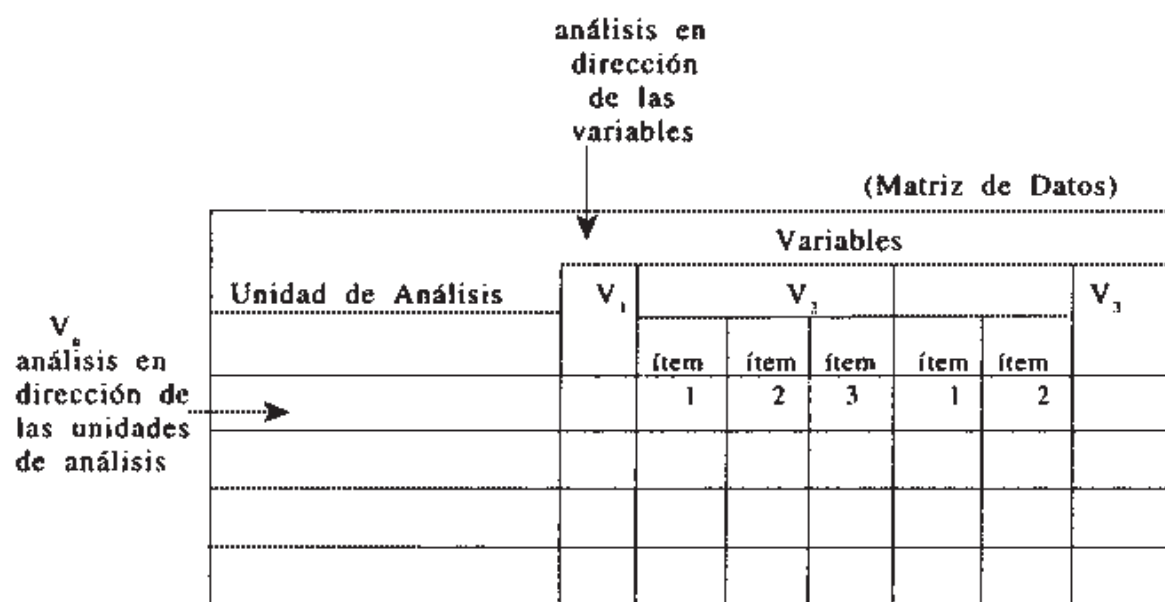 análisis en
dirección
de las
variables
(Matriz de Datos)
Variables
Unidad de Análisis V₁ V₂ V₃
ítem ítem ítem ítem ítem
1 2 3 1 2
V
análisis en
dirección de
las unidades
de análisis